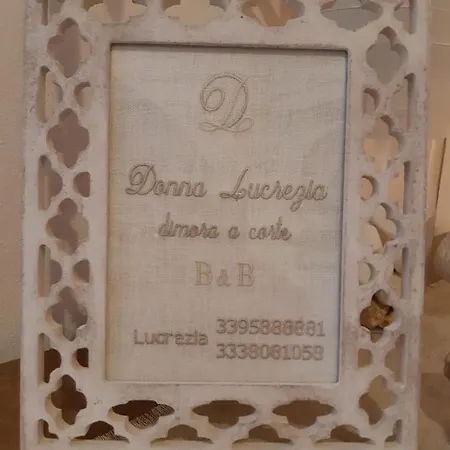 D
Donna Lucrezia
dimora a corte
B & B
Lucrezia 3395888881
3338081058